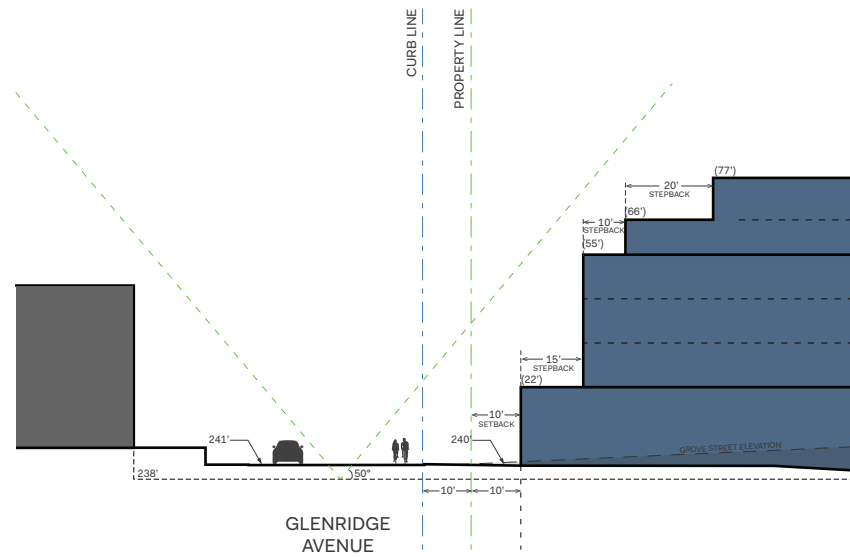 CURB LINE
PROPERTY LINE
(77')
20'
STEPBACK
(66')
10'
STEPBACK
(55')
15'
STEPBACK
(22')
10'
SETBACK
241'
240'
GROVE STREET ELEVATION
238'
50°
10'
10'
GLENRIDGE
AVENUE